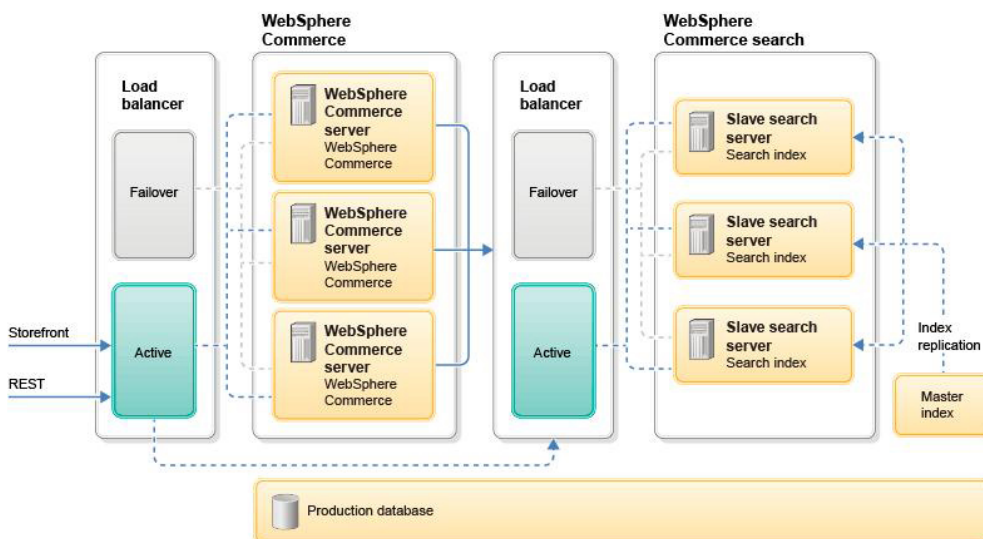 WebSphere
Commerce
WebSphere
Commerce search
Load
balancer
Failover
Active
Storefront
REST
WebSphere
Commerce
server
WebSphere
Commerce
WebSphere
Commerce
server
WebSphere
Commerce
WebSphere
Commerce
server
WebSphere
Commerce
Load
balancer
Failover
Active
Slave search
server
Search index
Slave search
server
Search index
Slave search
server
Search index
Index
replication
Master
index
Production database